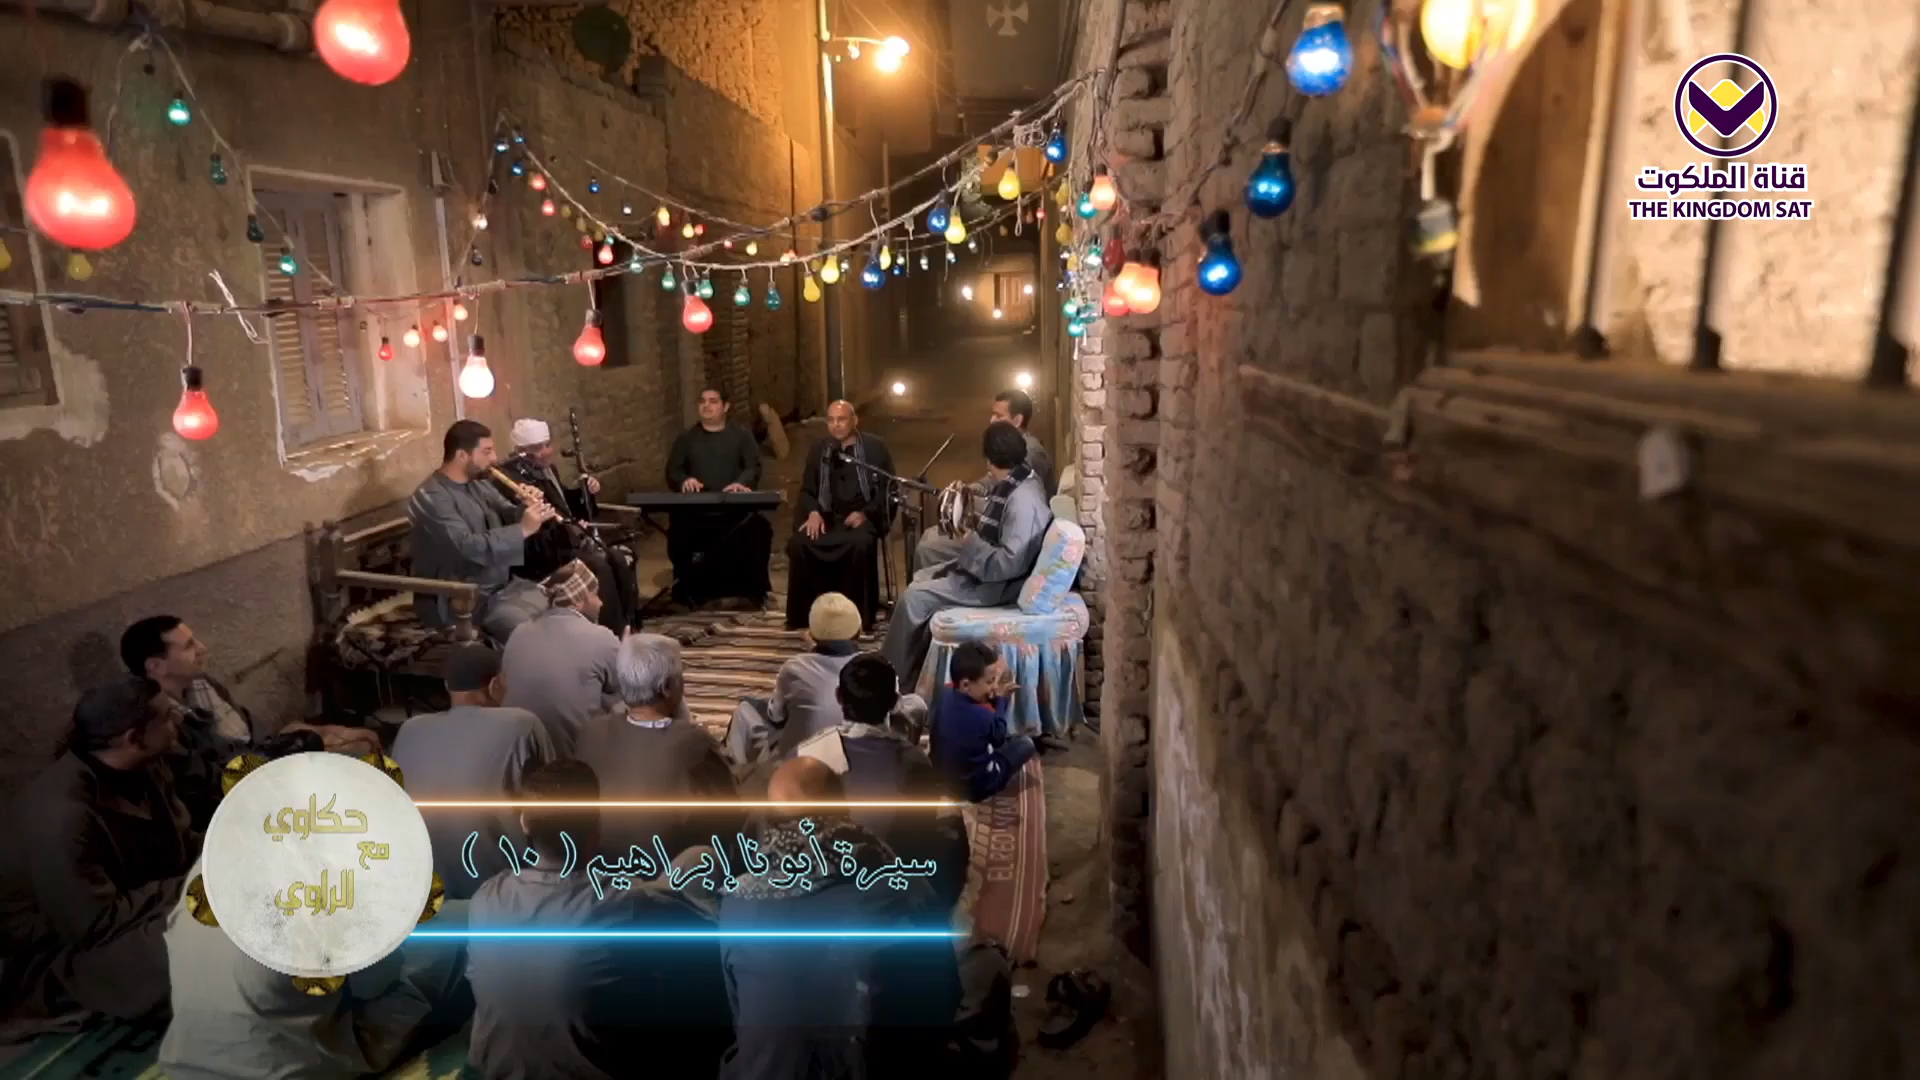 قناة الملكوت
THE KINGDOM SAT
حكاوي
مع
الراوي
سيرة أبونا إبراهيم ( ١٠ )